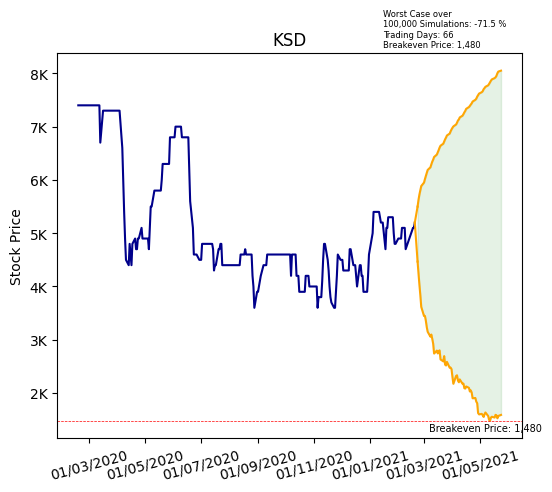 Worst Case over
100,000 Simulations: -71.5 %
Trading Days: 66
Breakeven Price: 1,480
KSD
8K
7K
6K
5K
4K
3K
2K
Stock Price
Breakeven Price: 1,480
01/03/2020
01/05/2020
01/07/2020
01/09/2020
01/11/2020
01/01/2021
01/03/2021
01/05/2021